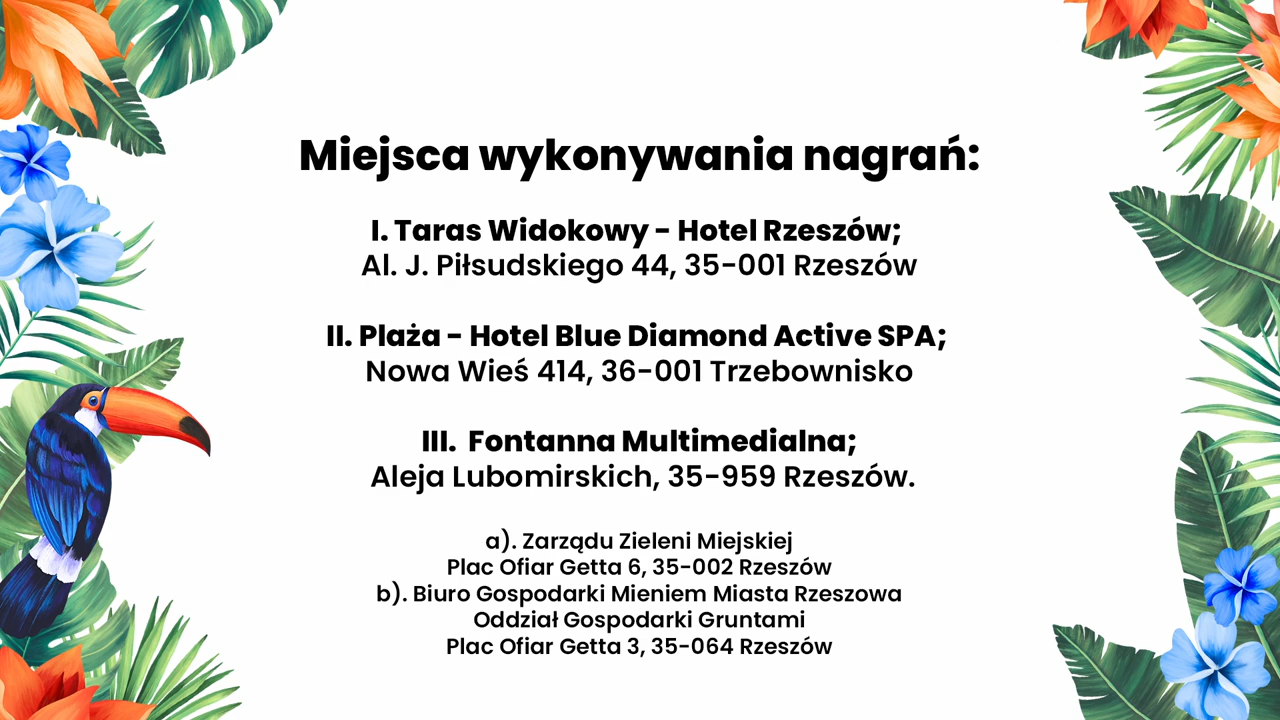 Miejsca wykonywania nagrań:
I. Taras Widokowy - Hotel Rzeszów;
Al. J. Piłsudskiego 44, 35-001 Rzeszów
II. Plaża - Hotel Blue Diamond Active SPA;
Nowa Wieś 414, 36-001 Trzebownisko
III. Fontanna Multimedialna;
Aleja Lubomirskich, 35-959 Rzeszów.
a). Zarządu Zieleni Miejskiej
Plac Ofiar Getta 6, 35-002 Rzeszów
b). Biuro Gospodarki Mieniem Miasta Rzeszowa
Oddział Gospodarki Gruntami
Plac Ofiar Getta 3, 35-064 Rzeszów